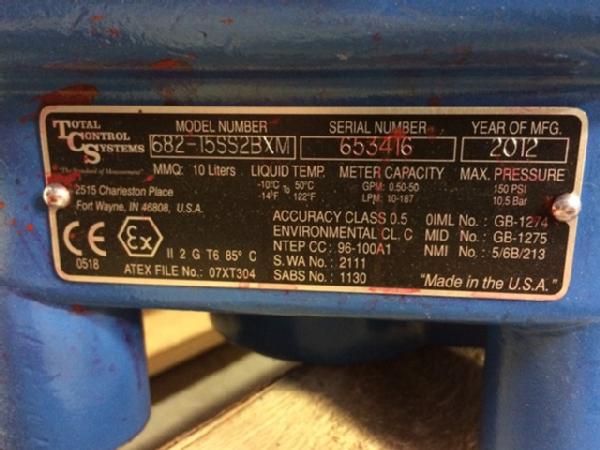 TOTAL CONTROL SYSTEMS
"The Standard of Measurement"
2515 Charleston Place
Fort Wayne, IN 46808, U.S.A.
MODEL NUMBER
682-15SS2BXM
SERIAL NUMBER
653416
YEAR OF MFG.
2012
MMQ: 10 Liters
LIQUID TEMP.
-10°C To 50°C
-14°F 122°F
METER CAPACITY
GPM: 0.50-50
LPM: 10-187
MAX. PRESSURE
150 PSI
10.5 Bar
CE
0518
Ex
II 2 G T6 85° C
ATEX FILE No.: 07XT304
ACCURACY CLASS 0.5
ENVIRONMENTAL CL. C
NTEP CC: 96-100A1
S.WA No.: 2111
SABS No.: 1130
OIML No.: GB-1274
MID No.: GB-1275
NMI No.: 5/6B/213
"Made in the U.S.A."